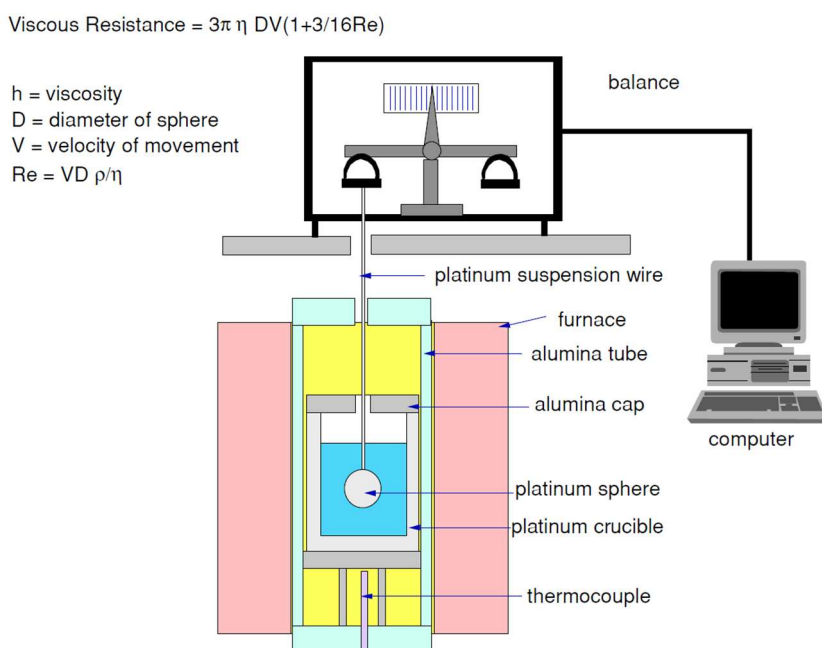 Viscous Resistance = 3π η DV(1+3/16Re)
h = viscosity
D = diameter of sphere
V = velocity of movement
Re = VD ρ/η
balance
platinum suspension wire
furnace
alumina tube
alumina cap
computer
platinum sphere
platinum crucible
thermocouple